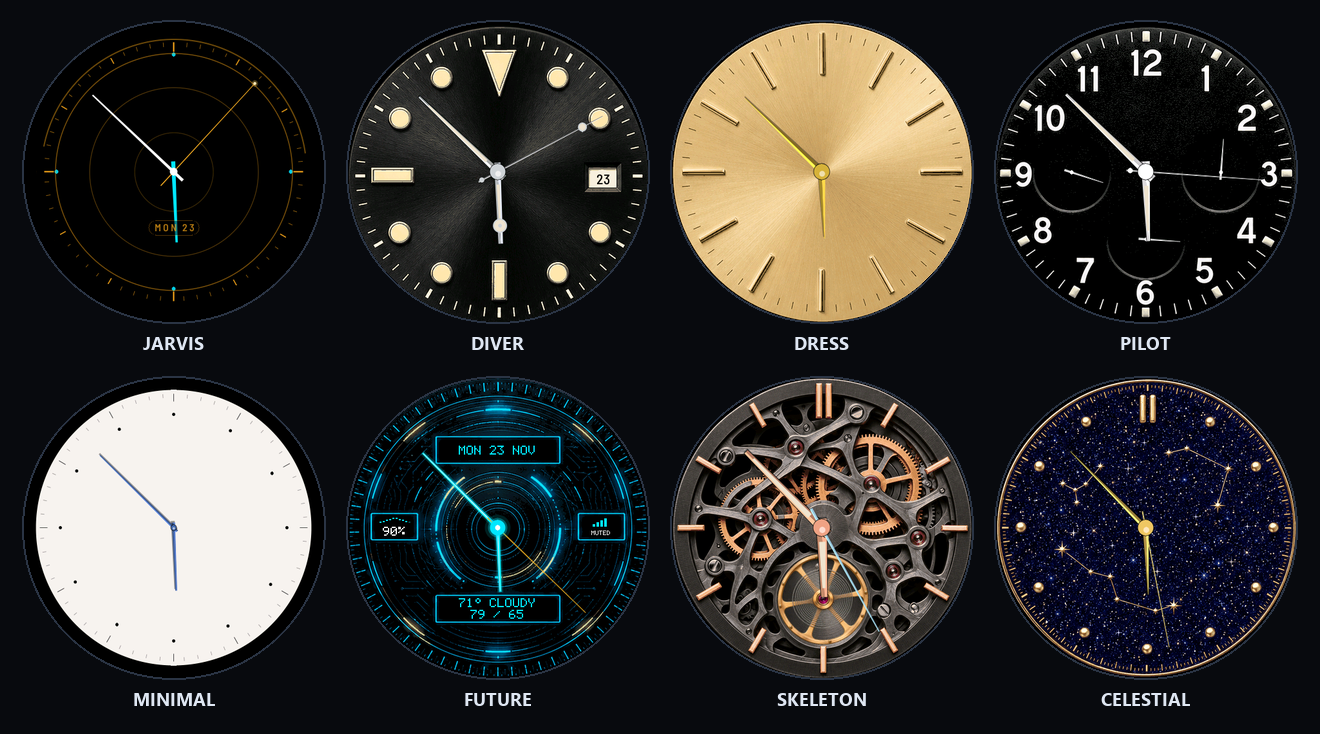 MON 23
JARVIS
23
DIVER
DRESS
12
1
2
3
4
5
6
7
8
9
10
11
PILOT
MINIMAL
MON 23 NOV
90%
MUTED
71° CLOUDY
79 / 65
FUTURE
SKELETON
CELESTIAL